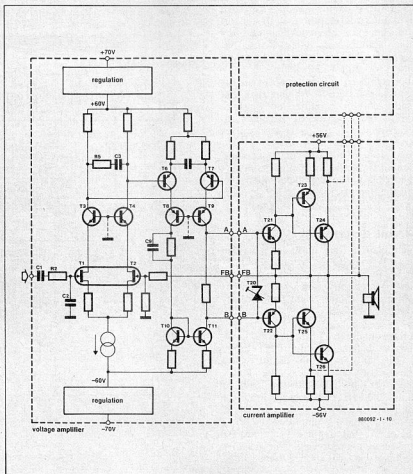 +70V
regulation
protection circuit
+60V
+56V
R5
C3
T6
T7
T23
T3
T4
T8
T9
T24
A
A
T21
C9
C1
R2
T1
T2
FB
FB
C2
T20
B
B
T22
T25
T10
T11
T26
-60V
regulation
-56V
880092 - I - 10
voltage amplifier
-70V
current amplifier